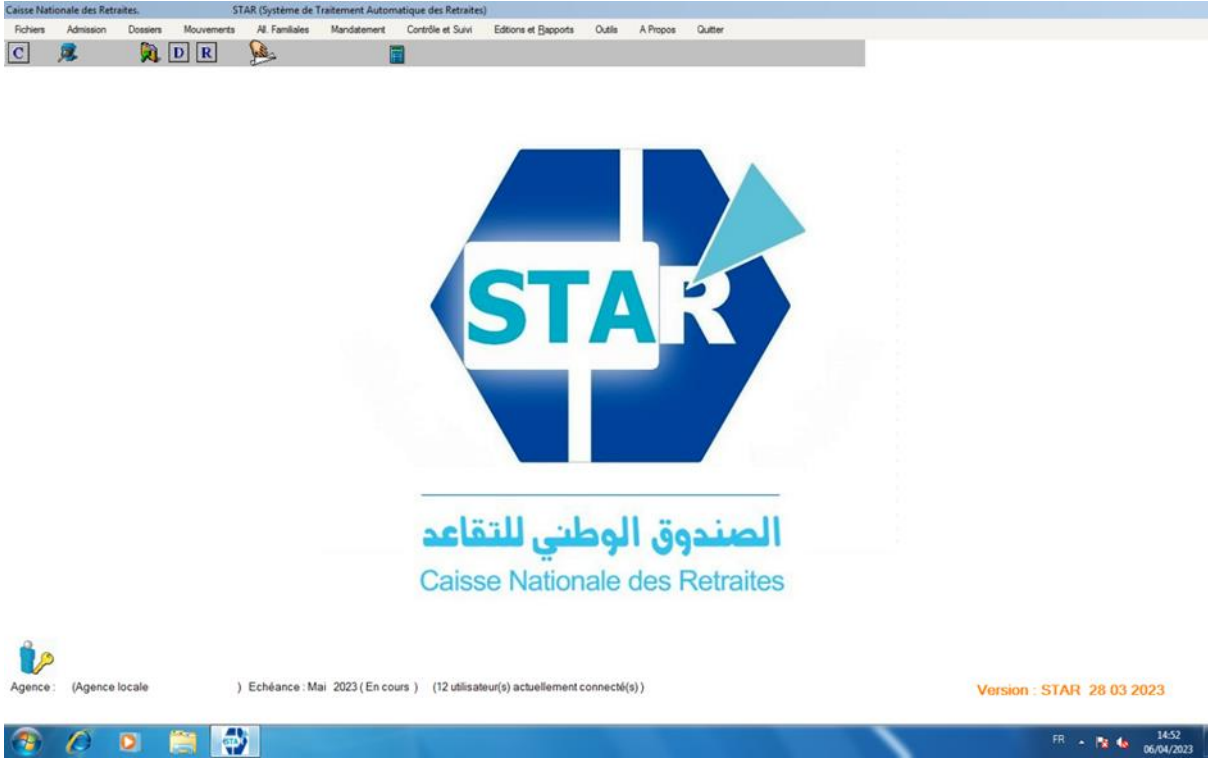 Caisse Nationale des Retraites. STAR (Système de Traitement Automatique des Retraites)
Fichiers Admission Dossiers Mouvements All. Familiales Mandatement Contrôle et Suivi Editions et Rapports Outils A Propos Quitter
C D R
STAR
الصندوق الوطني للتقاعد
Caisse Nationale des Retraites
Agence : (Agence locale ) Echéance : Mai 2023 ( En cours ) (12 utilisateur(s) actuellement connecté(s) )
Version : STAR 28 03 2023
STAR
FR 14:52
06/04/2023